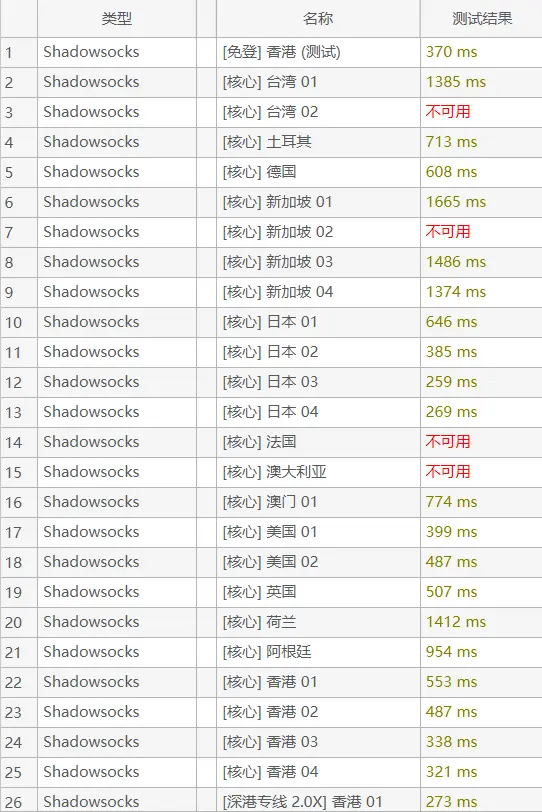 类型 名称 测试结果
1 Shadowsocks [免登] 香港 (测试) 370 ms
2 Shadowsocks [核心] 台湾 01 1385 ms
3 Shadowsocks [核心] 台湾 02 不可用
4 Shadowsocks [核心] 土耳其 713 ms
5 Shadowsocks [核心] 德国 608 ms
6 Shadowsocks [核心] 新加坡 01 1665 ms
7 Shadowsocks [核心] 新加坡 02 不可用
8 Shadowsocks [核心] 新加坡 03 1486 ms
9 Shadowsocks [核心] 新加坡 04 1374 ms
10 Shadowsocks [核心] 日本 01 646 ms
11 Shadowsocks [核心] 日本 02 385 ms
12 Shadowsocks [核心] 日本 03 259 ms
13 Shadowsocks [核心] 日本 04 269 ms
14 Shadowsocks [核心] 法国 不可用
15 Shadowsocks [核心] 澳大利亚 不可用
16 Shadowsocks [核心] 澳门 01 774 ms
17 Shadowsocks [核心] 美国 01 399 ms
18 Shadowsocks [核心] 美国 02 487 ms
19 Shadowsocks [核心] 英国 507 ms
20 Shadowsocks [核心] 荷兰 1412 ms
21 Shadowsocks [核心] 阿根廷 954 ms
22 Shadowsocks [核心] 香港 01 553 ms
23 Shadowsocks [核心] 香港 02 487 ms
24 Shadowsocks [核心] 香港 03 338 ms
25 Shadowsocks [核心] 香港 04 321 ms
26 Shadowsocks [深港专线 2.0X] 香港 01 273 ms